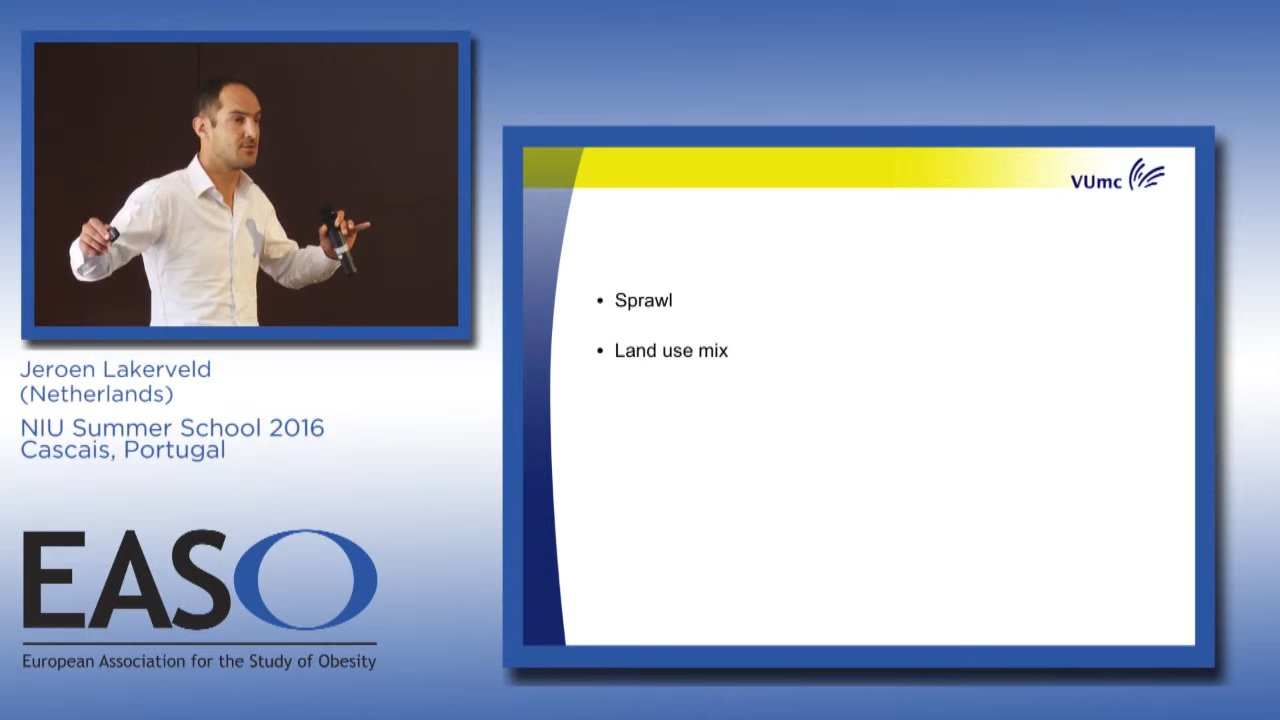 Jeroen Lakerveld
(Netherlands)
NIU Summer School 2016
Cascais, Portugal
EASO
European Association for the Study of Obesity
VUmc
• Sprawl
• Land use mix